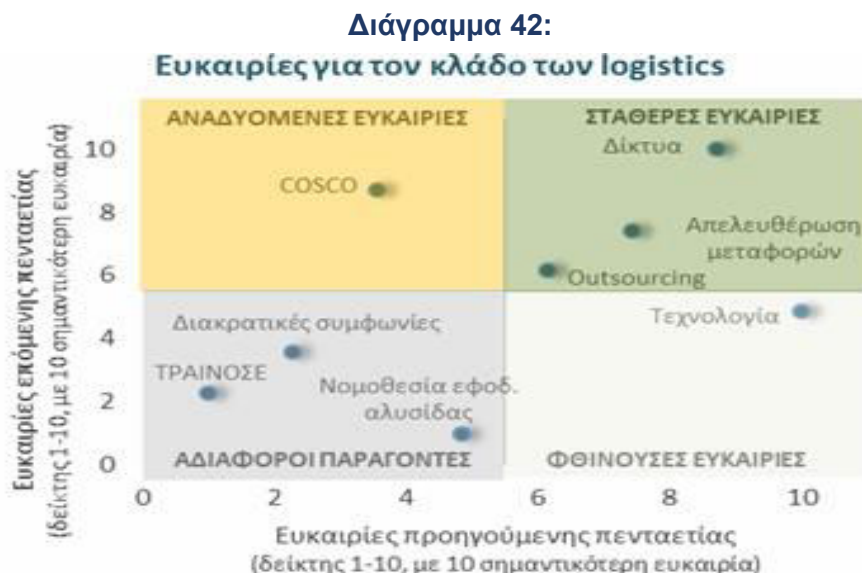 Διάγραμμα 42:
Ευκαιρίες για τον κλάδο των logistics
ΑΝΑΔΥΟΜΕΝΕΣ ΕΥΚΑΙΡΙΕΣ
ΣΤΑΘΕΡΕΣ ΕΥΚΑΙΡΙΕΣ
Δίκτυα
COSCO
Απελευθέρωση
μεταφορών
Outsourcing
Διακρατικές συμφωνίες
Τεχνολογία
ΤΡΑΙΝΟΣΕ
Νομοθεσία εφοδ.
αλυσίδας
ΑΔΙΑΦΟΡΟΙ ΠΑΡΑΓΟΝΤΕΣ
ΦΘΙΝΟΥΣΕΣ ΕΥΚΑΙΡΙΕΣ
Ευκαιρίες επόμενης πενταετίας
(δείκτης 1-10, με 10 σημαντικότερη ευκαιρία)
10
8
6
4
2
0
0 2 4 6 8 10
Ευκαιρίες προηγούμενης πενταετίας
(δείκτης 1-10, με 10 σημαντικότερη ευκαιρία)